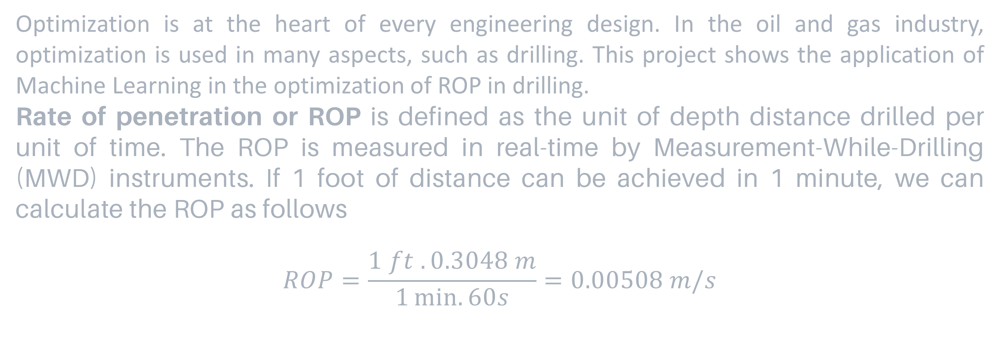 Optimization is at the heart of every engineering design. In the oil and gas industry,
optimization is used in many aspects, such as drilling. This project shows the application of
Machine Learning in the optimization of ROP in drilling.
Rate of penetration or ROP is defined as the unit of depth distance drilled per
unit of time. The ROP is measured in real-time by Measurement-While-Drilling
(MWD) instruments. If 1 foot of distance can be achieved in 1 minute, we can
calculate the ROP as follows
1 ft . 0.3048 m
ROP = = 0.00508 m/s
1 min. 60s